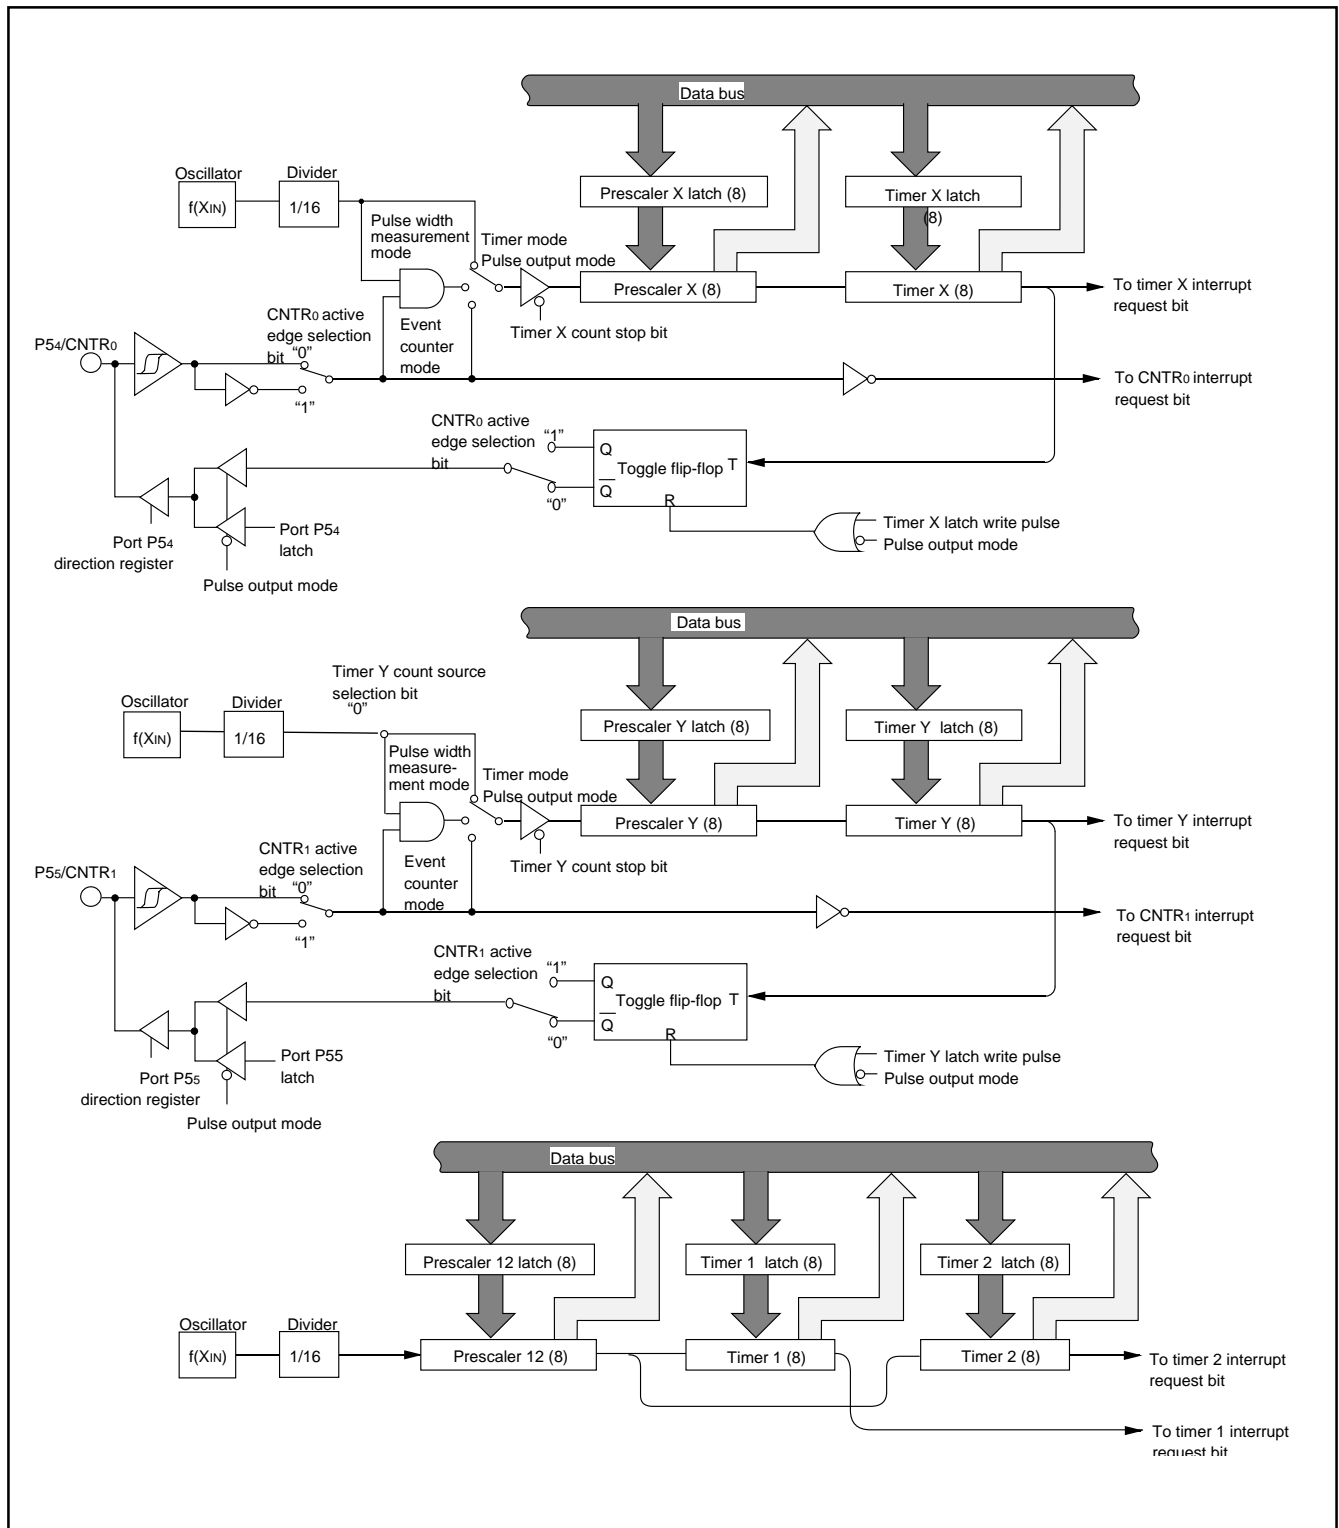 Data bus
Oscillator
Divider
f(XIN)
1/16
Prescaler X latch (8)
Timer X latch
(8)
Pulse width
measurement
mode
Timer mode
Pulse output mode
Prescaler X (8)
Timer X (8)
To timer X interrupt
request bit
CNTR0 active
edge selection
bit
“0”
Event
counter
mode
Timer X count stop bit
P54/CNTR0
“1”
To CNTR0 interrupt
request bit
CNTR0 active
edge selection
bit
“1”
Q
Toggle flip-flop
T
Q
R
“0”
Timer X latch write pulse
Pulse output mode
Port P54
latch
Port P54
direction register
Pulse output mode
Data bus
Timer Y count source
selection bit
“0”
Oscillator
Divider
f(XIN)
1/16
Prescaler Y latch (8)
Timer Y latch (8)
Pulse width
measure-
ment mode
Timer mode
Pulse output mode
Prescaler Y (8)
Timer Y (8)
To timer Y interrupt
request bit
CNTR1 active
edge selection
bit
“0”
Event
counter
mode
Timer Y count stop bit
P55/CNTR1
“1”
To CNTR1 interrupt
request bit
CNTR1 active
edge selection
bit
“1”
Q
Toggle flip-flop
T
Q
R
“0”
Timer Y latch write pulse
Pulse output mode
Port P55
latch
Port P55
direction register
Pulse output mode
Data bus
Prescaler 12 latch (8)
Timer 1 latch (8)
Timer 2 latch (8)
Oscillator
Divider
f(XIN)
1/16
Prescaler 12 (8)
Timer 1 (8)
Timer 2 (8)
To timer 2 interrupt
request bit
To timer 1 interrupt
request bit